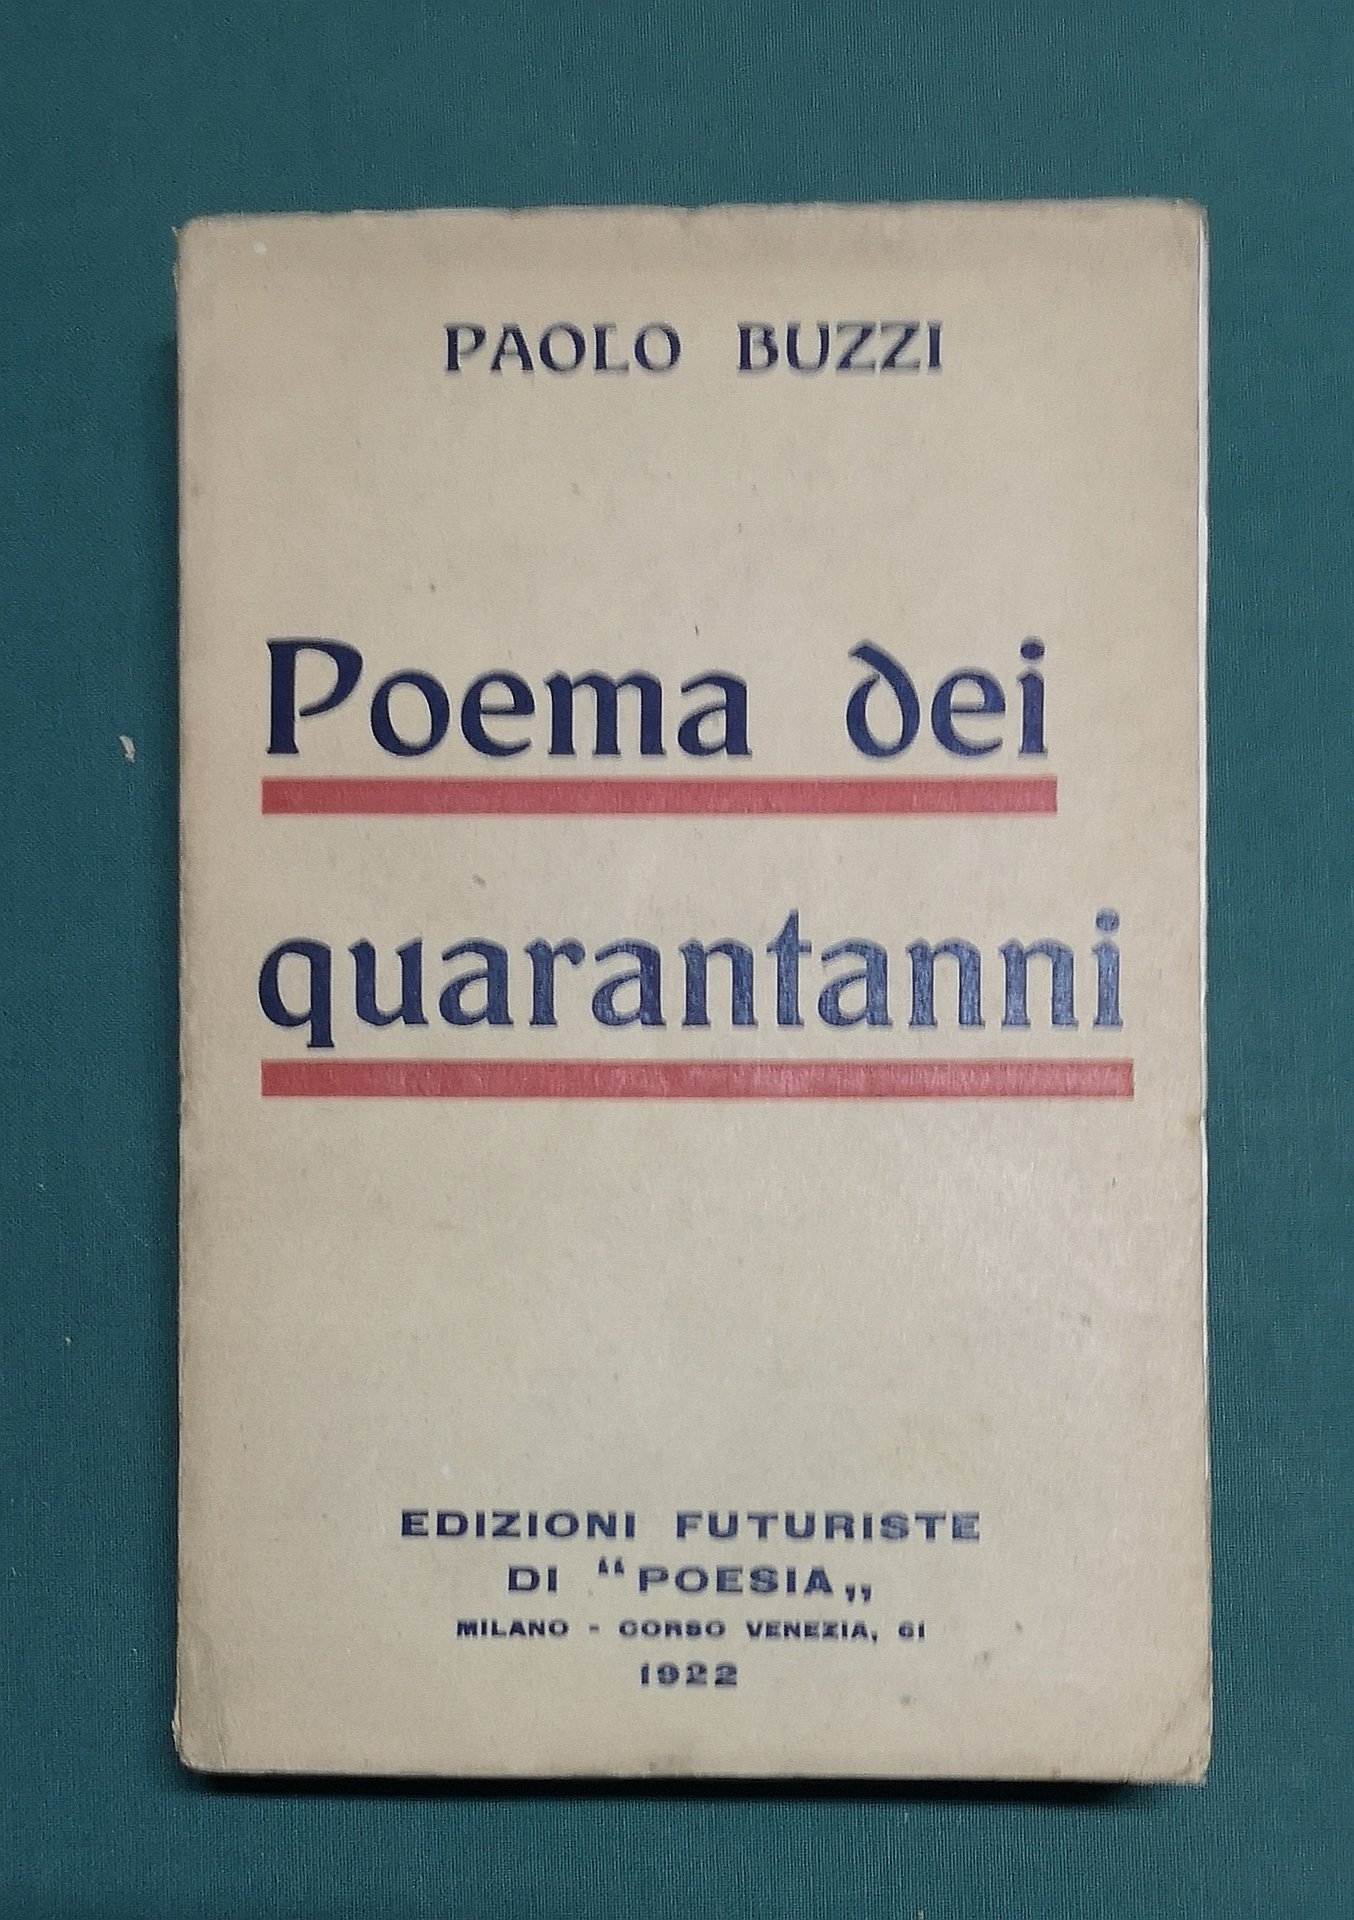 PAOLO BUZZI
Poema dei
quarantanni
EDIZIONI FUTURISTE
DI “POESIA„
MILANO - CORSO VENEZIA, 61
1922